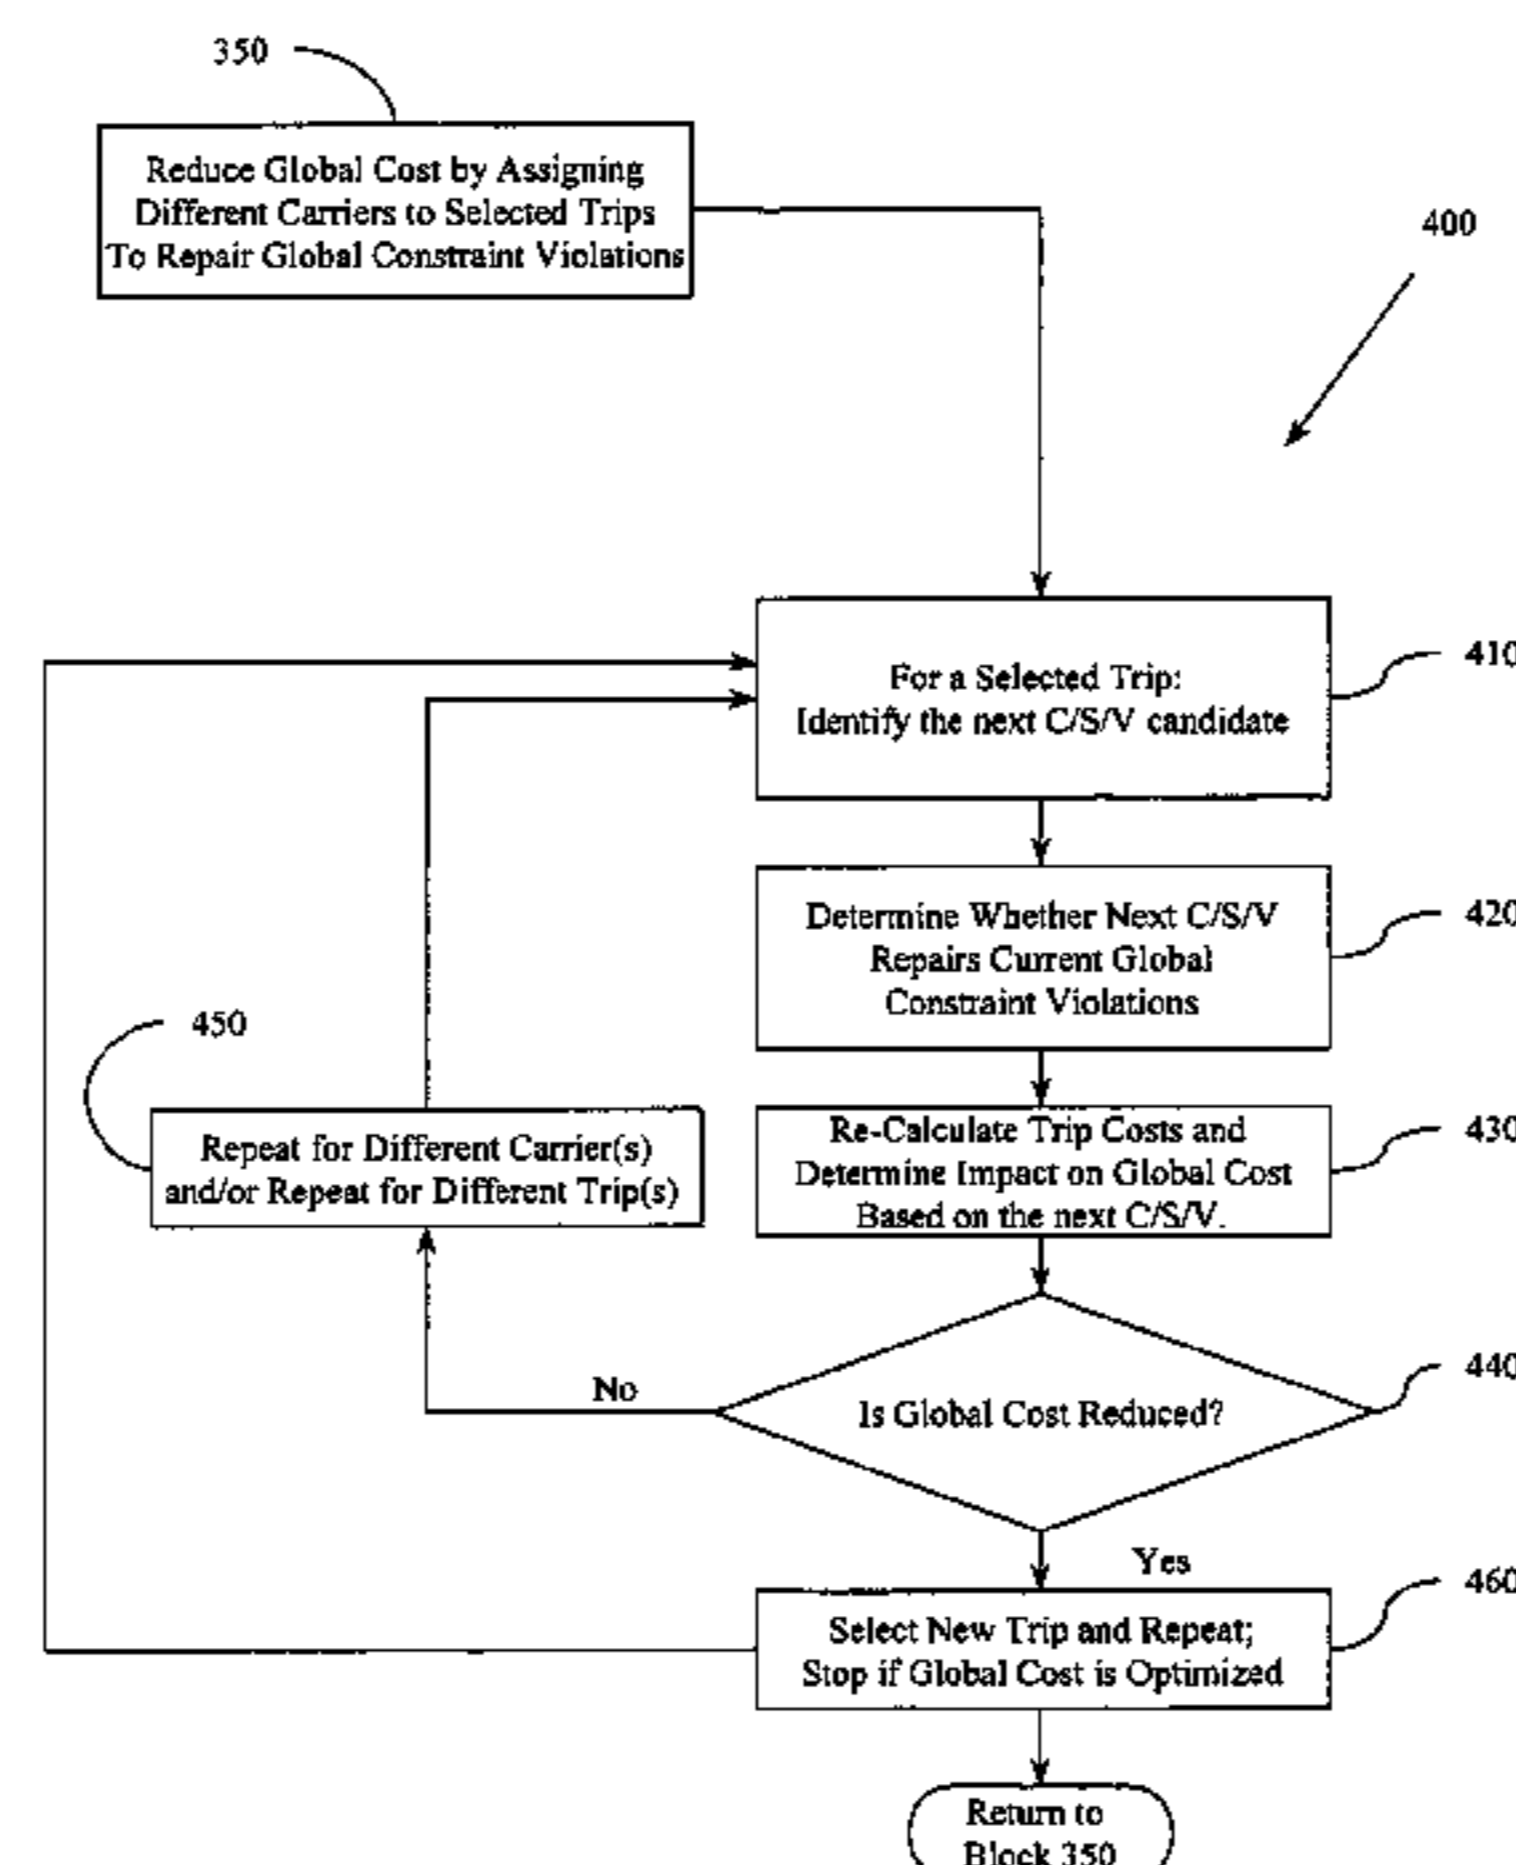 350
Reduce Global Cost by Assigning
Different Carriers to Selected Trips
To Repair Global Constraint Violations
400
For a Selected Trip:
Identify the next C/S/V candidate
410
Determine Whether Next C/S/V
Repairs Current Global
Constraint Violations
420
450
Repeat for Different Carrier(s)
and/or Repeat for Different Trip(s)
Re-Calculate Trip Costs and
Determine Impact on Global Cost
Based on the next C/S/V.
430
No
Is Global Cost Reduced?
440
Yes
Select New Trip and Repeat;
Stop if Global Cost is Optimized
460
Return to
Block 350